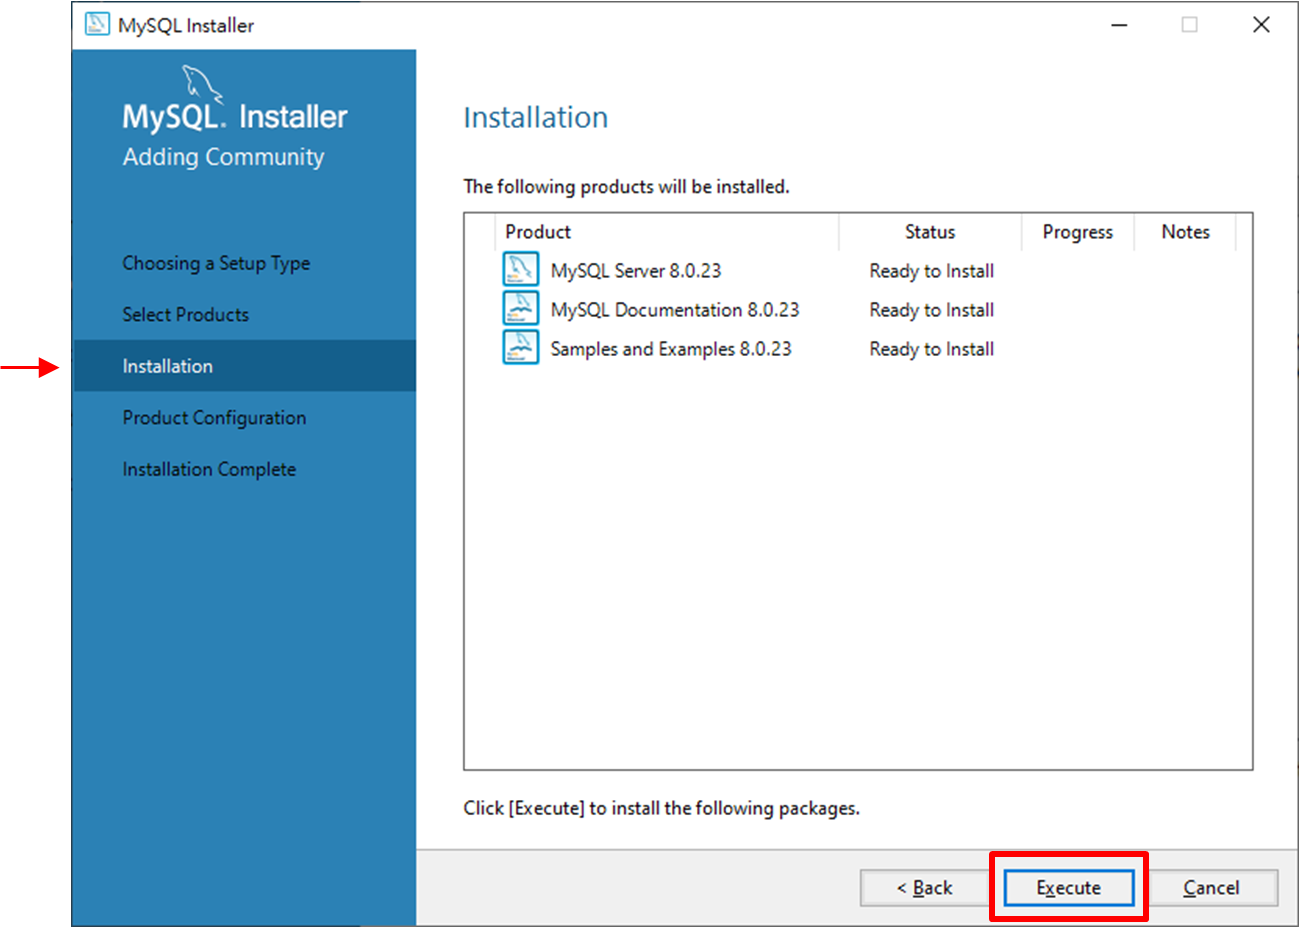 MySQL Installer
MySQL. Installer
Adding Community
Choosing a Setup Type
Select Products
Installation
Product Configuration
Installation Complete
Installation
The following products will be installed.
Product Status Progress Notes
MySQL Server 8.0.23 Ready to Install
MySQL Documentation 8.0.23 Ready to Install
Samples and Examples 8.0.23 Ready to Install
Click [Execute] to install the following packages.
< Back Execute Cancel